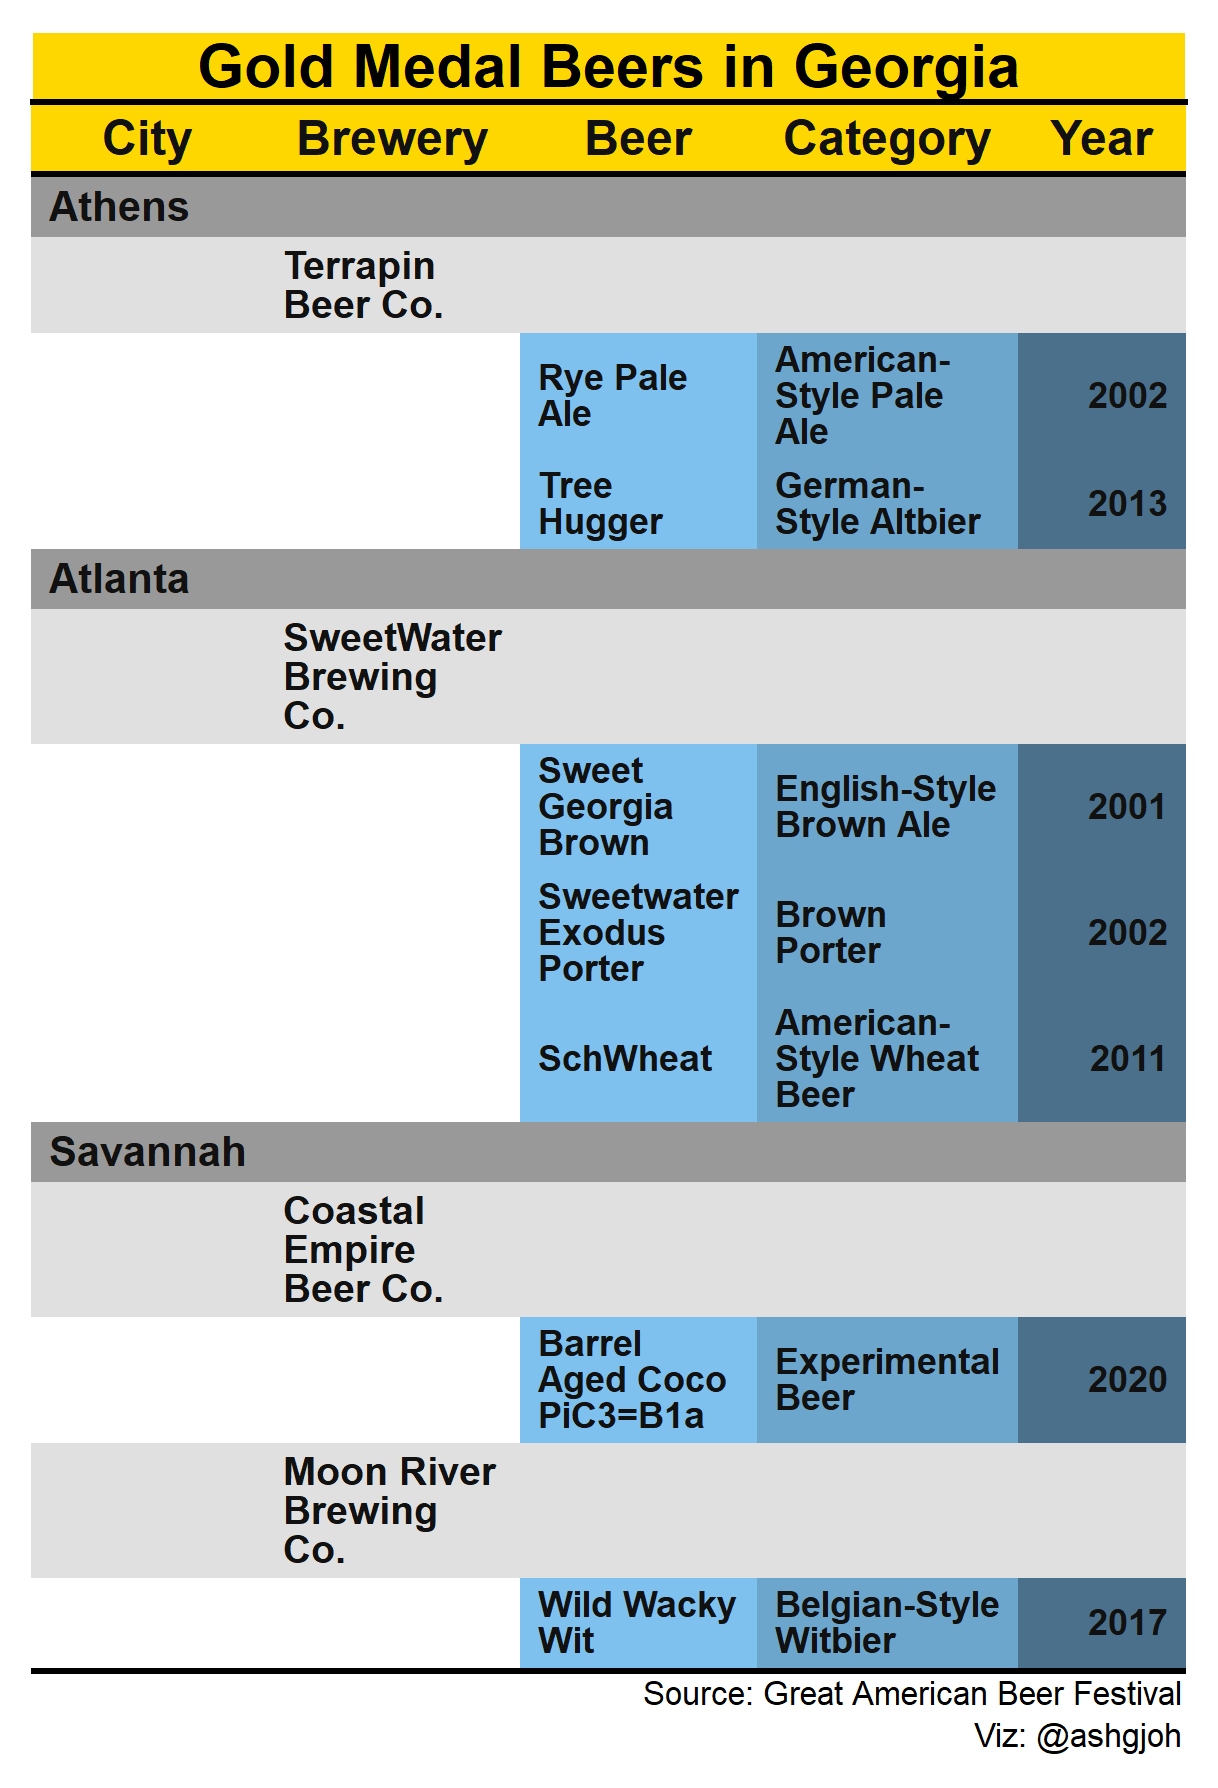 Gold Medal Beers in Georgia
City Brewery Beer Category Year
Athens
Terrapin
Beer Co.
Rye Pale
Ale
American-
Style Pale
Ale
2002
Tree
Hugger
German-
Style Altbier
2013
Atlanta
SweetWater
Brewing
Co.
Sweet
Georgia
Brown
English-Style
Brown Ale
2001
Sweetwater
Exodus
Porter
Brown
Porter
2002
SchWheat
American-
Style Wheat
Beer
2011
Savannah
Coastal
Empire
Beer Co.
Barrel
Aged Coco
PiC3=B1a
Experimental
Beer
2020
Moon River
Brewing
Co.
Wild Wacky
Wit
Belgian-Style
Witbier
2017
Source: Great American Beer Festival
Viz: @ashgjoh